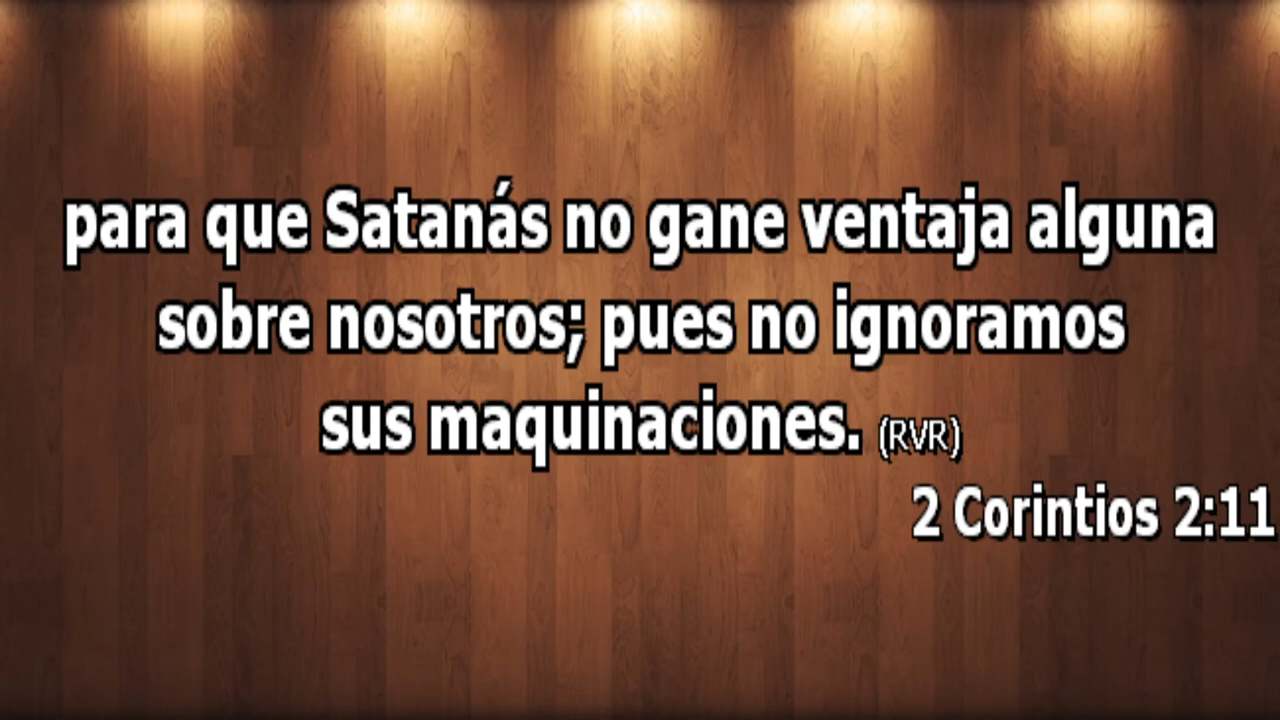 para que Satanás no gane ventaja alguna
sobre nosotros; pues no ignoramos
sus maquinaciones. (RVR)
2 Corintios 2:11